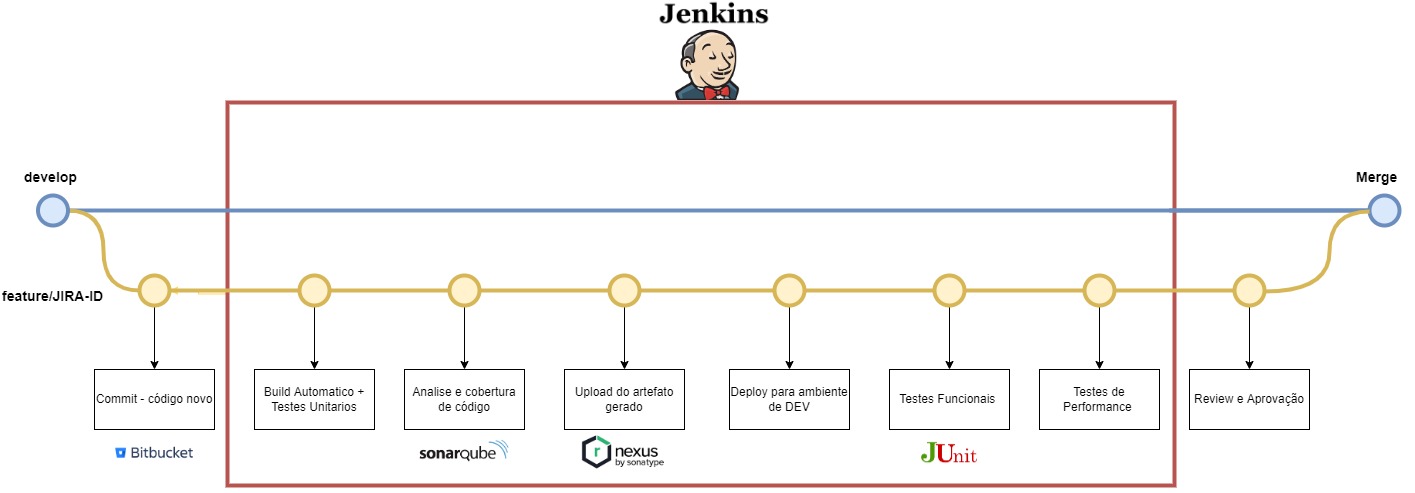 Jenkins
develop
Merge
feature/JIRA-ID
Commit - código novo
Build Automatico +
Testes Unitarios
Analise e cobertura
de código
Upload do artefato
gerado
Deploy para ambiente
de DEV
Testes Funcionais
Testes de
Performance
Review e Aprovação
Bitbucket
sonarqube
r
nexus
by sonatype
JUnit